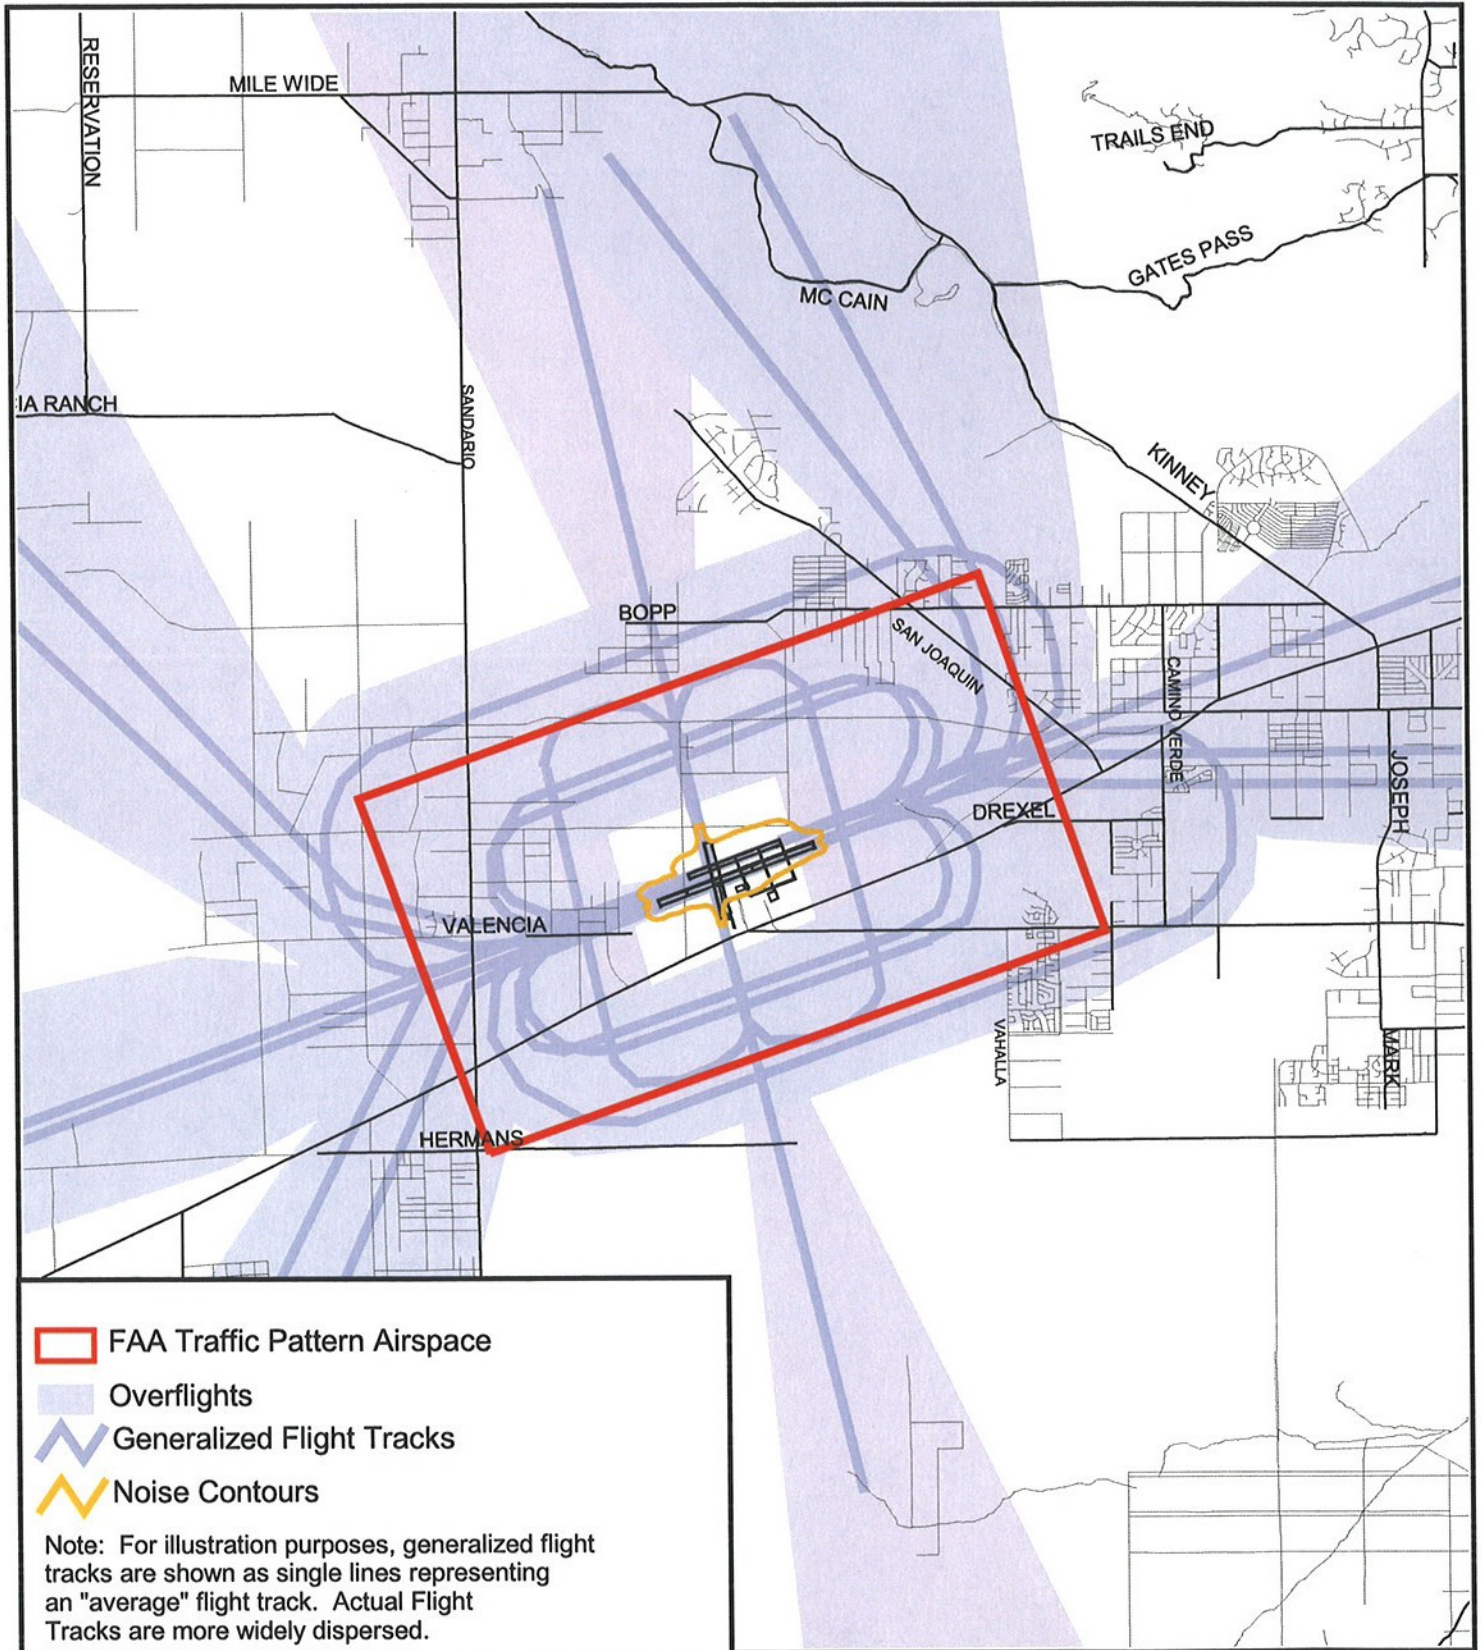 RESERVATION
MILE WIDE
TRAILS END
GATES PASS
MC CAIN
IA RANCH
SANDARIO
KINNEY
BOPP
SAN JOAQUIN
CAMINO VERDE
JOSEPH
DREXEL
VALENCIA
VAHALLA
MARK
HERMANS
FAA Traffic Pattern Airspace
Overflights
Generalized Flight Tracks
Noise Contours
Note: For illustration purposes, generalized flight
tracks are shown as single lines representing
an "average" flight track. Actual Flight
Tracks are more widely dispersed.